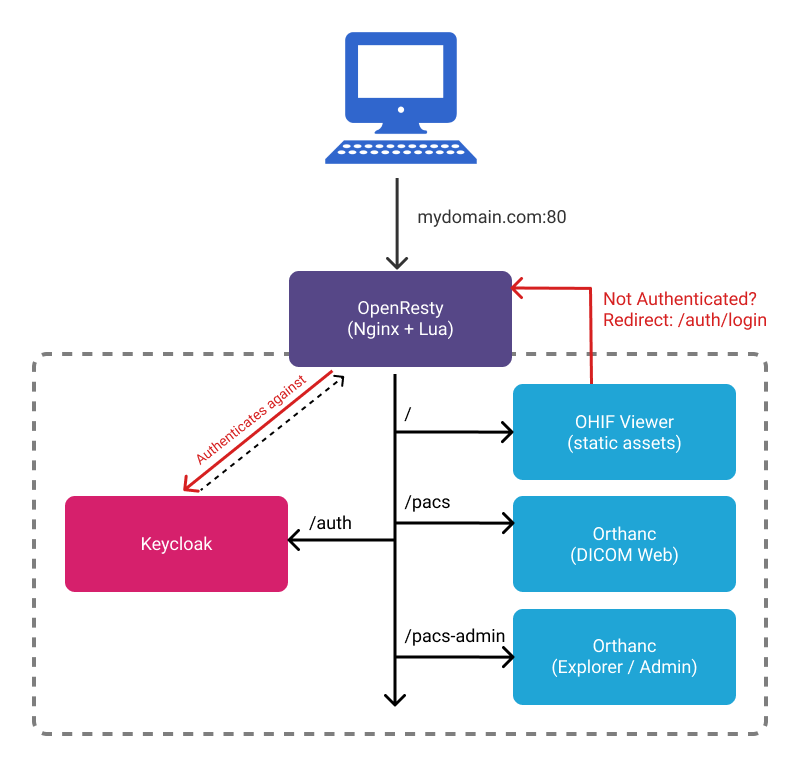 mydomain.com:80
OpenResty
(Nginx + Lua)
Not Authenticated?
Redirect: /auth/login
Authenticates against
/
OHIF Viewer
(static assets)
/pacs
Orthanc
(DICOM Web)
/auth
Keycloak
/pacs-admin
Orthanc
(Explorer / Admin)